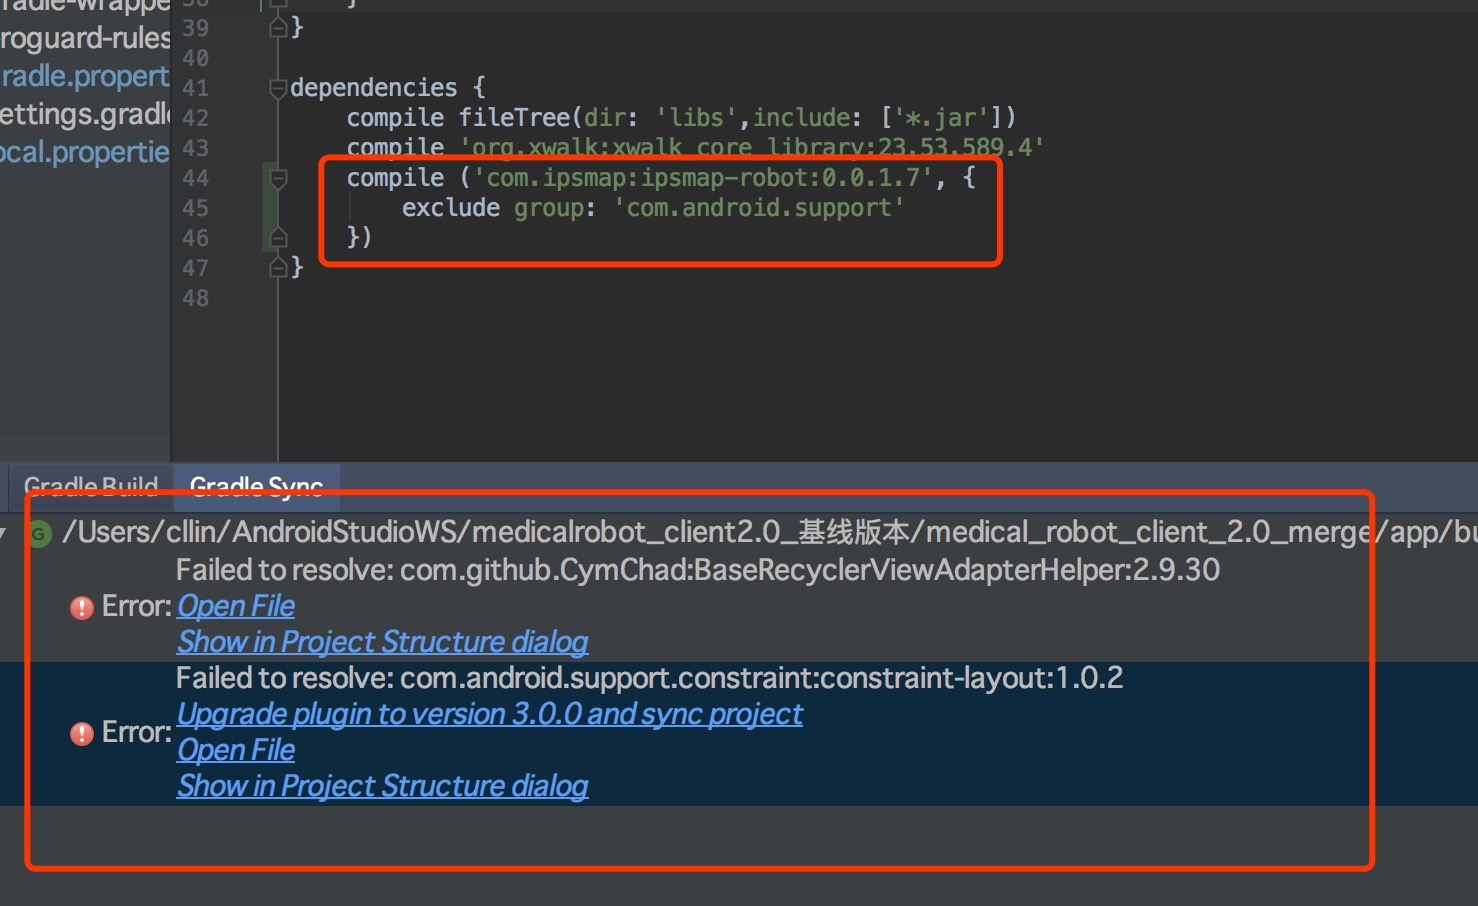 radle-wrappe
38 }
roguard-rules
39 }
40
radle.propert
41 dependencies {
ettings.gradle
42 compile fileTree(dir: 'libs',include: ['*.jar'])
43 compile 'org.xwalk:xwalk_core_library:23.53.589.4'
ocal.propertie
44 compile ('com.ipsmap:ipsmap-robot:0.0.1.7', {
45 exclude group: 'com.android.support'
46 })
47 }
48
Gradle Build Gradle Sync
/Users/cllin/AndroidStudioWS/medicalrobot_client2.0_基线版本/medical_robot_client_2.0_merge/app/bu
Failed to resolve: com.github.CymChad:BaseRecyclerViewAdapterHelper:2.9.30
Error: Open File
Show in Project Structure dialog
Failed to resolve: com.android.support.constraint:constraint-layout:1.0.2
Upgrade plugin to version 3.0.0 and sync project
Error:
Open File
Show in Project Structure dialog